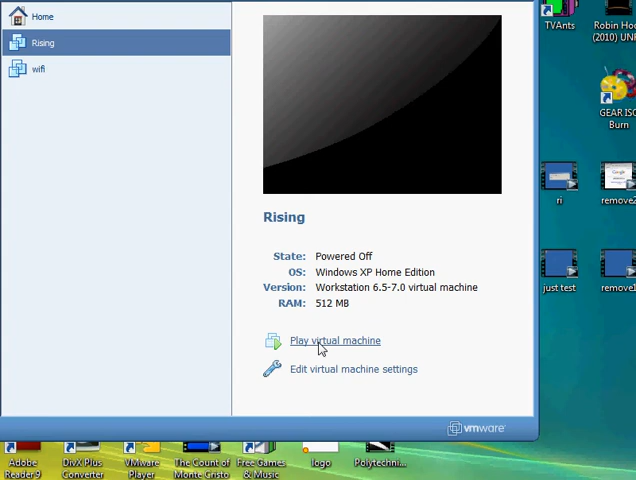 Home
Rising
wifi
Rising
State: Powered Off
OS: Windows XP Home Edition
Version: Workstation 6.5-7.0 virtual machine
RAM: 512 MB
Play virtual machine
Edit virtual machine settings
vmware
TVAnts
Robin Hoo
(2010) UNR
GEAR ISO
Burn
ri
Google
remove2
just test
remove1
Adobe
Reader 9
DivX Plus
Converter
VMware
Player
The Count of
Monte Cristo
Free Games
& Music
logo
Polytechni...